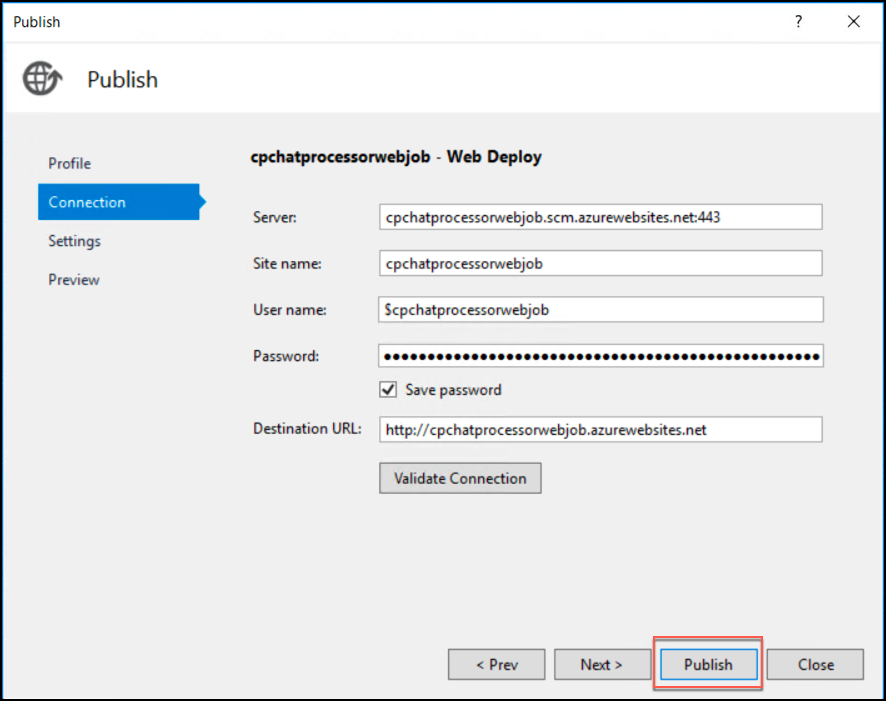 Publish
?
Publish
Profile
Connection
Settings
Preview
cpchatprocessorwebjob - Web Deploy
Server: cpchatprocessorwebjob.scm.azurewebsites.net:443
Site name: cpchatprocessorwebjob
User name: $cpchatprocessorwebjob
Password: ••••••••••••••••••••••••••••••••••••••••••••••••••
Save password
Destination URL: http://cpchatprocessorwebjob.azurewebsites.net
Validate Connection
< Prev Next > Publish Close